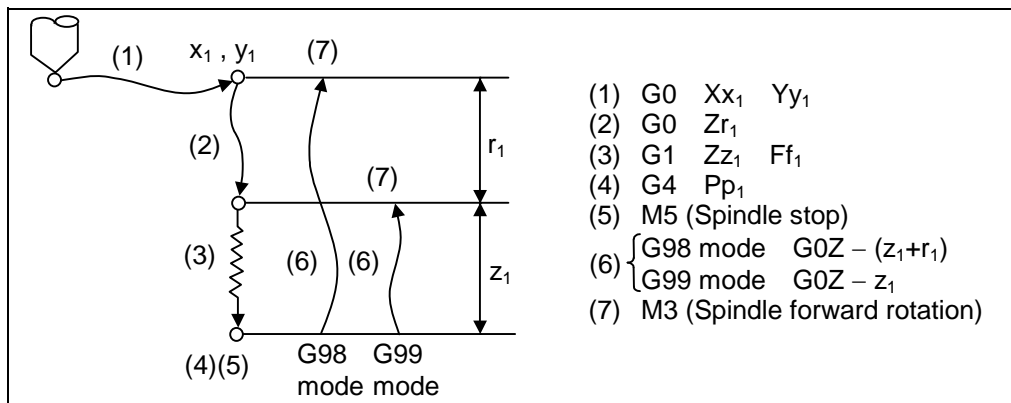 (1)
x1 , y1
(7)
(2)
r1
(7)
(3)
(6)
(6)
z1
(4)(5)
G98
mode
G99
mode
(1) G0 Xx1 Yy1
(2) G0 Zr1
(3) G1 Zz1 Ff1
(4) G4 Pp1
(5) M5 (Spindle stop)
(6)
G98 mode G0Z – (z1+r1)
G99 mode G0Z – z1
(7) M3 (Spindle forward rotation)